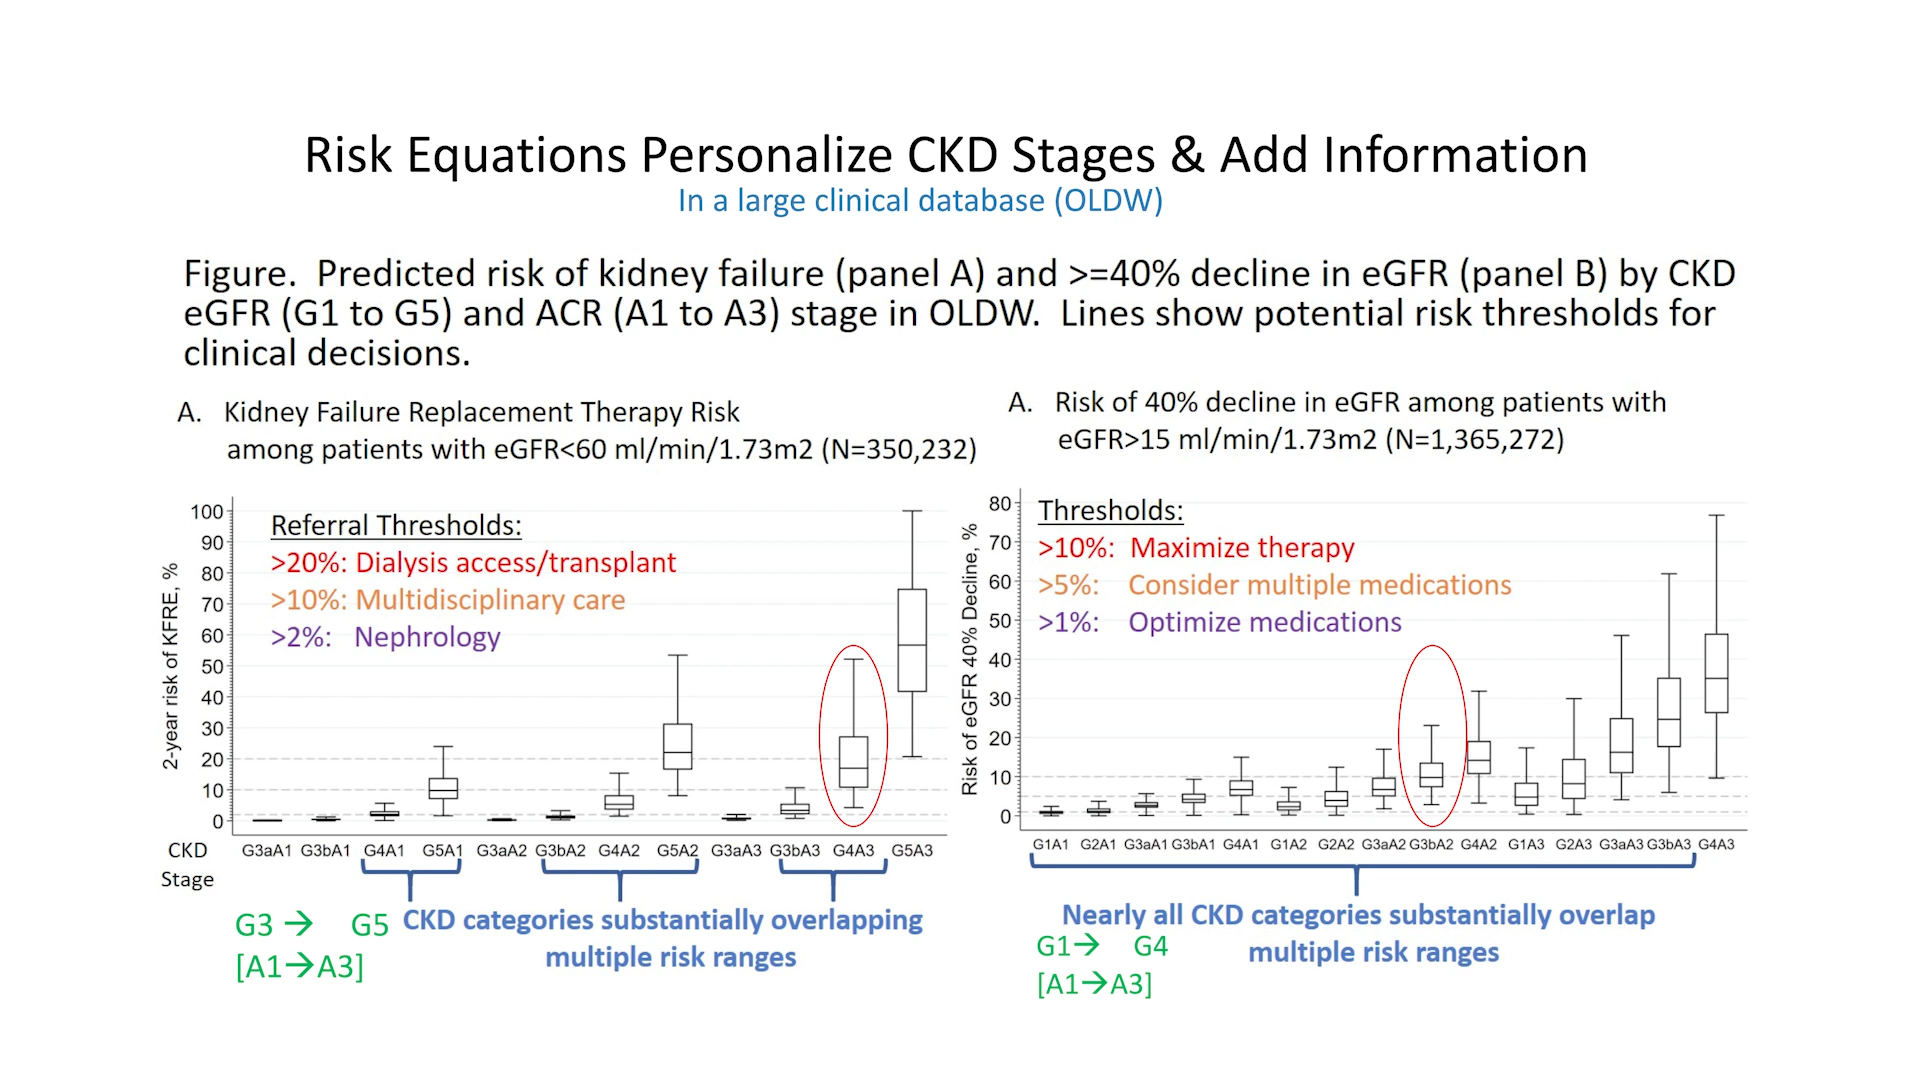 Risk Equations Personalize CKD Stages & Add Information
In a large clinical database (OLDW)
Figure.  Predicted risk of kidney failure (panel A) and >=40% decline in eGFR (panel B) by CKD
eGFR (G1 to G5) and ACR (A1 to A3) stage in OLDW.  Lines show potential risk thresholds for
clinical decisions.
A. Kidney Failure Replacement Therapy Risk
among patients with eGFR<60 ml/min/1.73m2 (N=350,232)
2-year risk of KFRE, %
100
90
80
70
60
50
40
30
20
10
0
Referral Thresholds:
>20%: Dialysis access/transplant
>10%: Multidisciplinary care
>2%: Nephrology
CKD
Stage
G3aA1 G3bA1 G4A1 G5A1 G3aA2 G3bA2 G4A2 G5A2 G3aA3 G3bA3 G4A3 G5A3
G3 → G5
[A1→A3]
CKD categories substantially overlapping
multiple risk ranges
A. Risk of 40% decline in eGFR among patients with
eGFR>15 ml/min/1.73m2 (N=1,365,272)
Risk of eGFR 40% Decline, %
80
70
60
50
40
30
20
10
0
Thresholds:
>10%: Maximize therapy
>5%: Consider multiple medications
>1%: Optimize medications
G1A1 G2A1 G3aA1 G3bA1 G4A1 G1A2 G2A2 G3aA2 G3bA2 G4A2 G1A3 G2A3 G3aA3 G3bA3 G4A3
Nearly all CKD categories substantially overlap
multiple risk ranges
G1→ G4
[A1→A3]